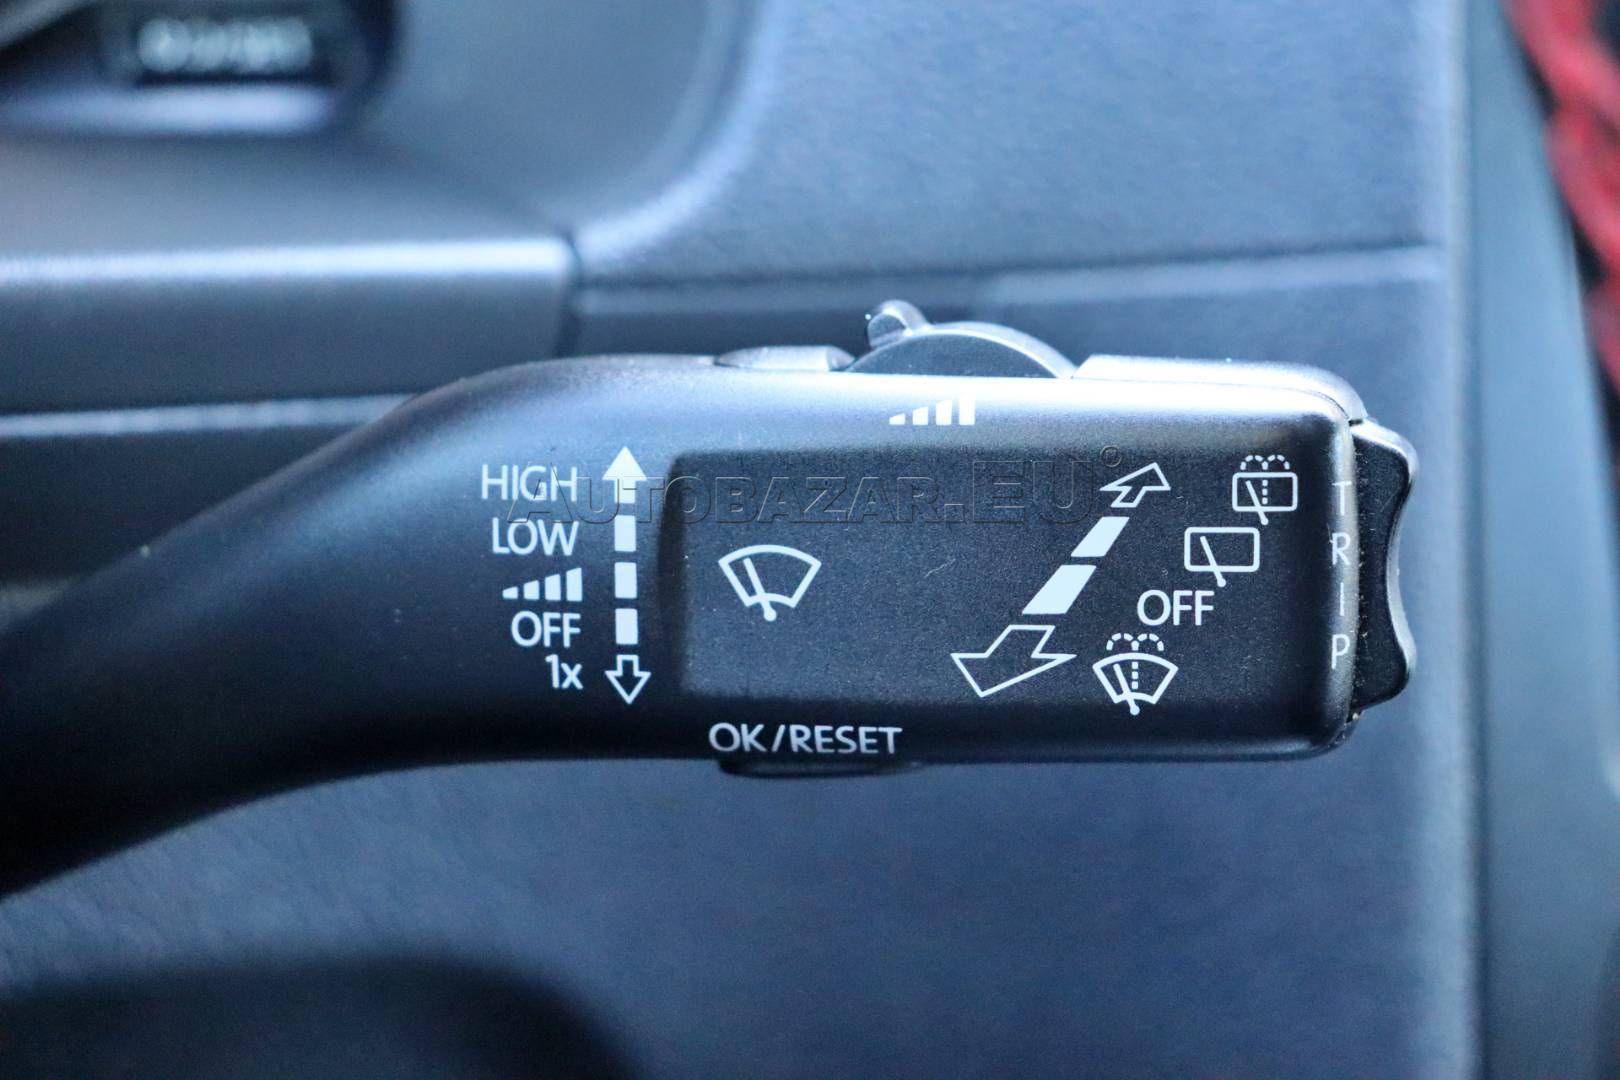 HIGH
LOW
OFF
1x
AUTOBAZAR.EU
OFF
TRIP
OK/RESET